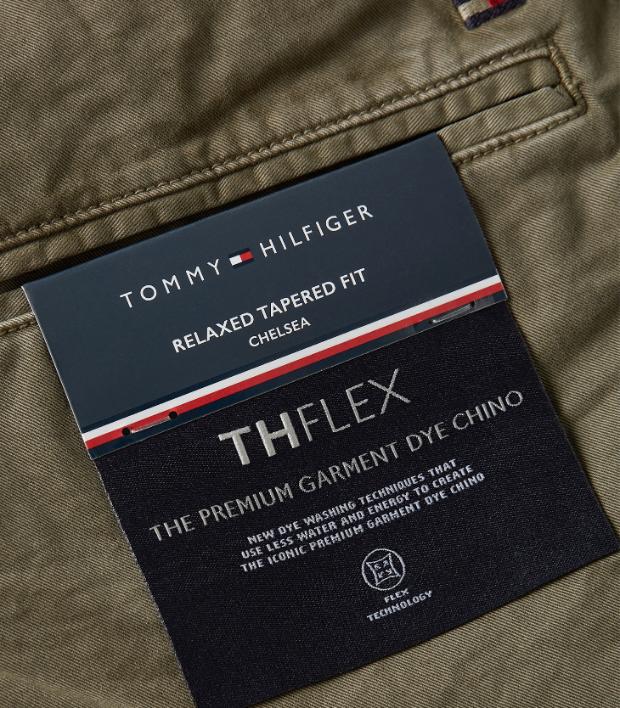 TOMMY HILFIGER
RELAXED TAPERED FIT
CHELSEA
THFLEX
THE PREMIUM GARMENT DYE CHINO
NEW DYE WASHING TECHNIQUES THAT
USE LESS WATER AND ENERGY TO CREATE
THE ICONIC PREMIUM GARMENT DYE CHINO
FLEX
TECHNOLOGY